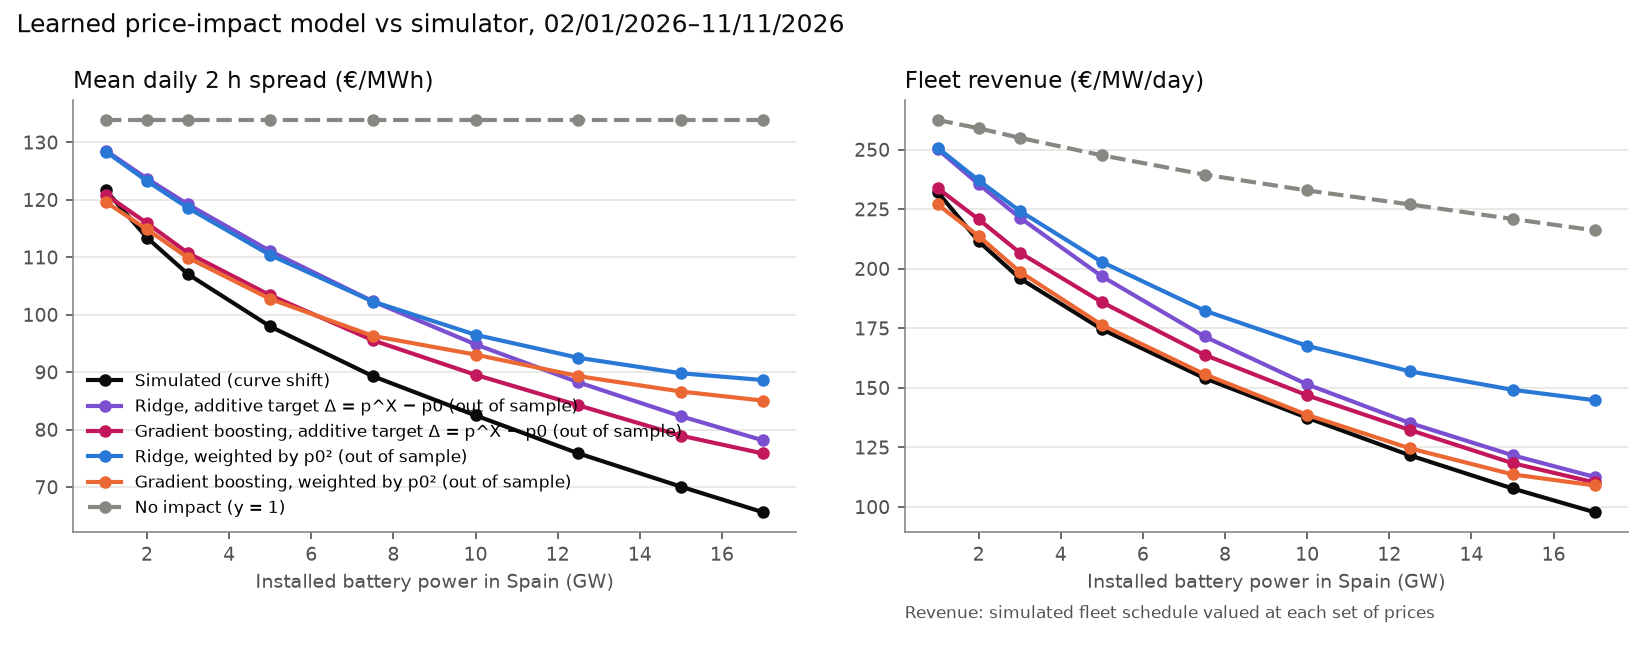 Learned price-impact model vs simulator, 02/01/2026–11/11/2026
Mean daily 2 h spread (€/MWh)
130
120
110
100
90
80
70
Simulated (curve shift)
Ridge, additive target Δ = p^X − p0 (out of sample)
Gradient boosting, additive target Δ = p^X − p0 (out of sample)
Ridge, weighted by p0² (out of sample)
Gradient boosting, weighted by p0² (out of sample)
No impact (y = 1)
2 4 6 8 10 12 14 16
Installed battery power in Spain (GW)
Fleet revenue (€/MW/day)
250
225
200
175
150
125
100
2 4 6 8 10 12 14 16
Installed battery power in Spain (GW)
Revenue: simulated fleet schedule valued at each set of prices